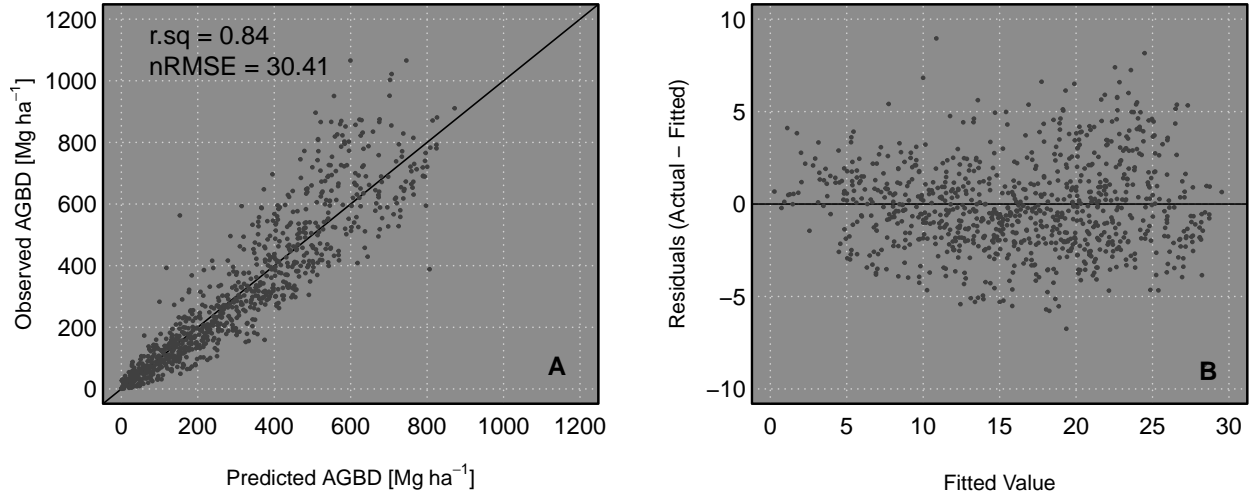 r.sq = 0.84
nRMSE = 30.41
A
1200
1000
800
600
400
200
0
0 200 400 600 800 1000 1200
Observed AGBD [Mg ha⁻¹]
Predicted AGBD [Mg ha⁻¹]
B
10
5
0
−5
−10
0 5 10 15 20 25 30
Residuals (Actual − Fitted)
Fitted Value